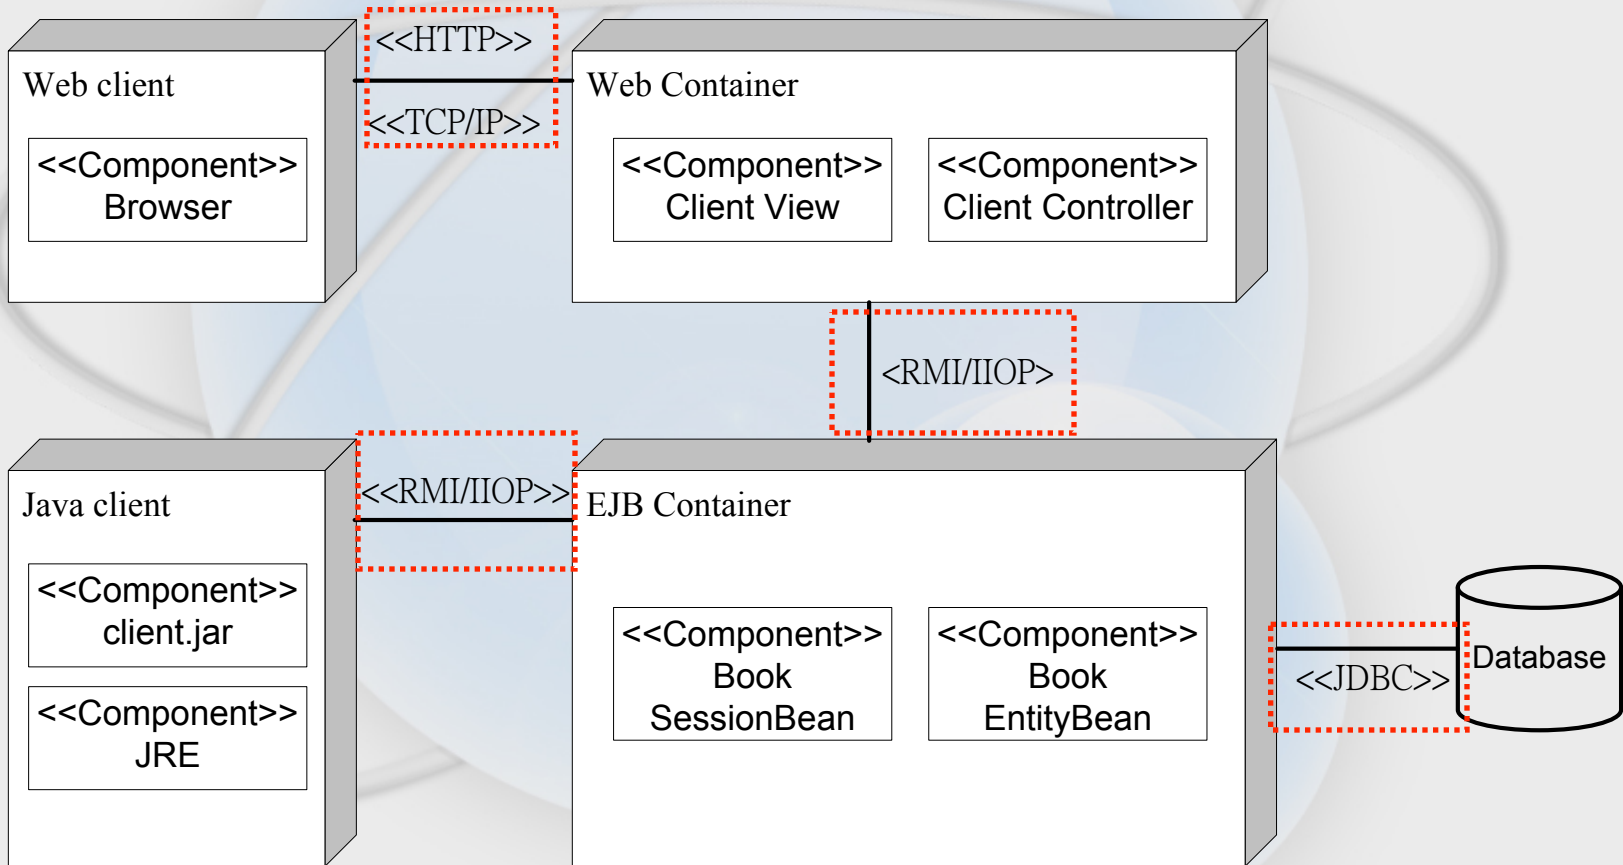 <<HTTP>>
Web client
Web Container
<<TCP/IP>>
<<Component>>
Browser
<<Component>>
Client View
<<Component>>
Client Controller
<RMI/IIOP>
Java client
<<RMI/IIOP>>
EJB Container
<<Component>>
client.jar
<<Component>>
JRE
<<Component>>
Book
SessionBean
<<Component>>
Book
EntityBean
<<JDBC>>
Database